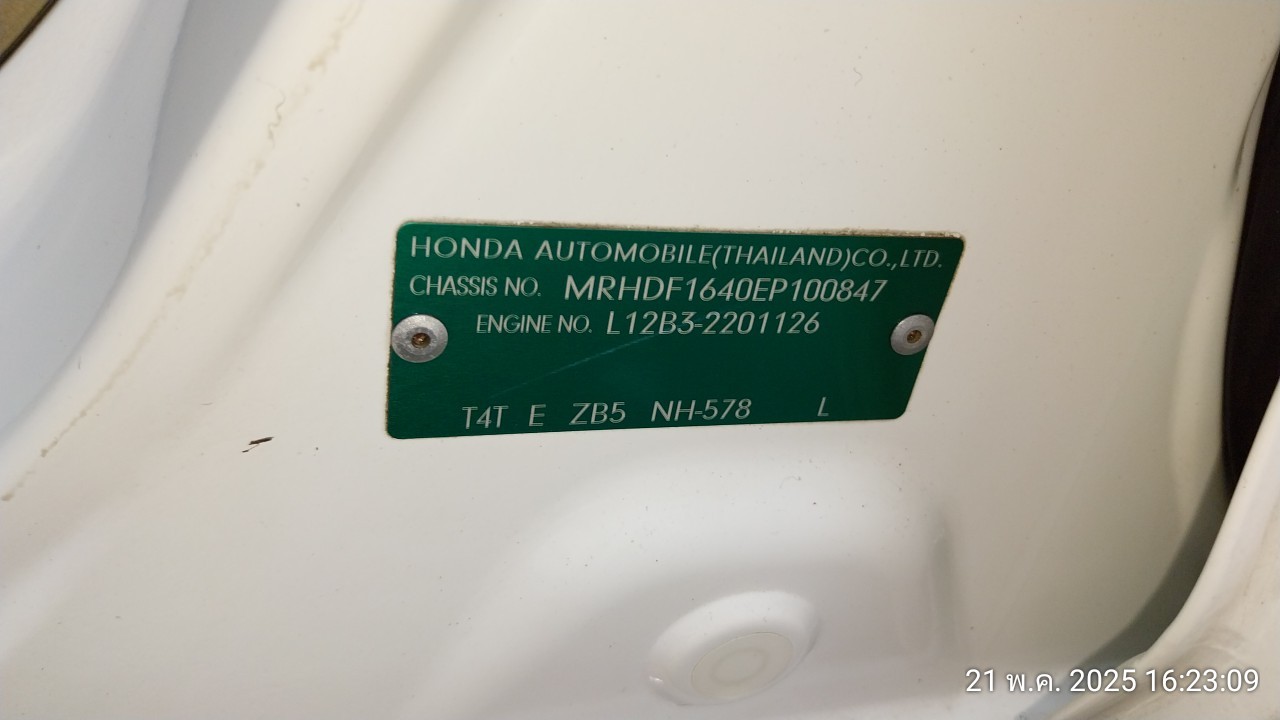 HONDA AUTOMOBILE(THAILAND)CO.,LTD.
CHASSIS NO. MRHDF1640EP100847
ENGINE NO. L12B3-2201126
T4T E ZB5 NH-578 L
21 พ.ค. 2025 16:23:09